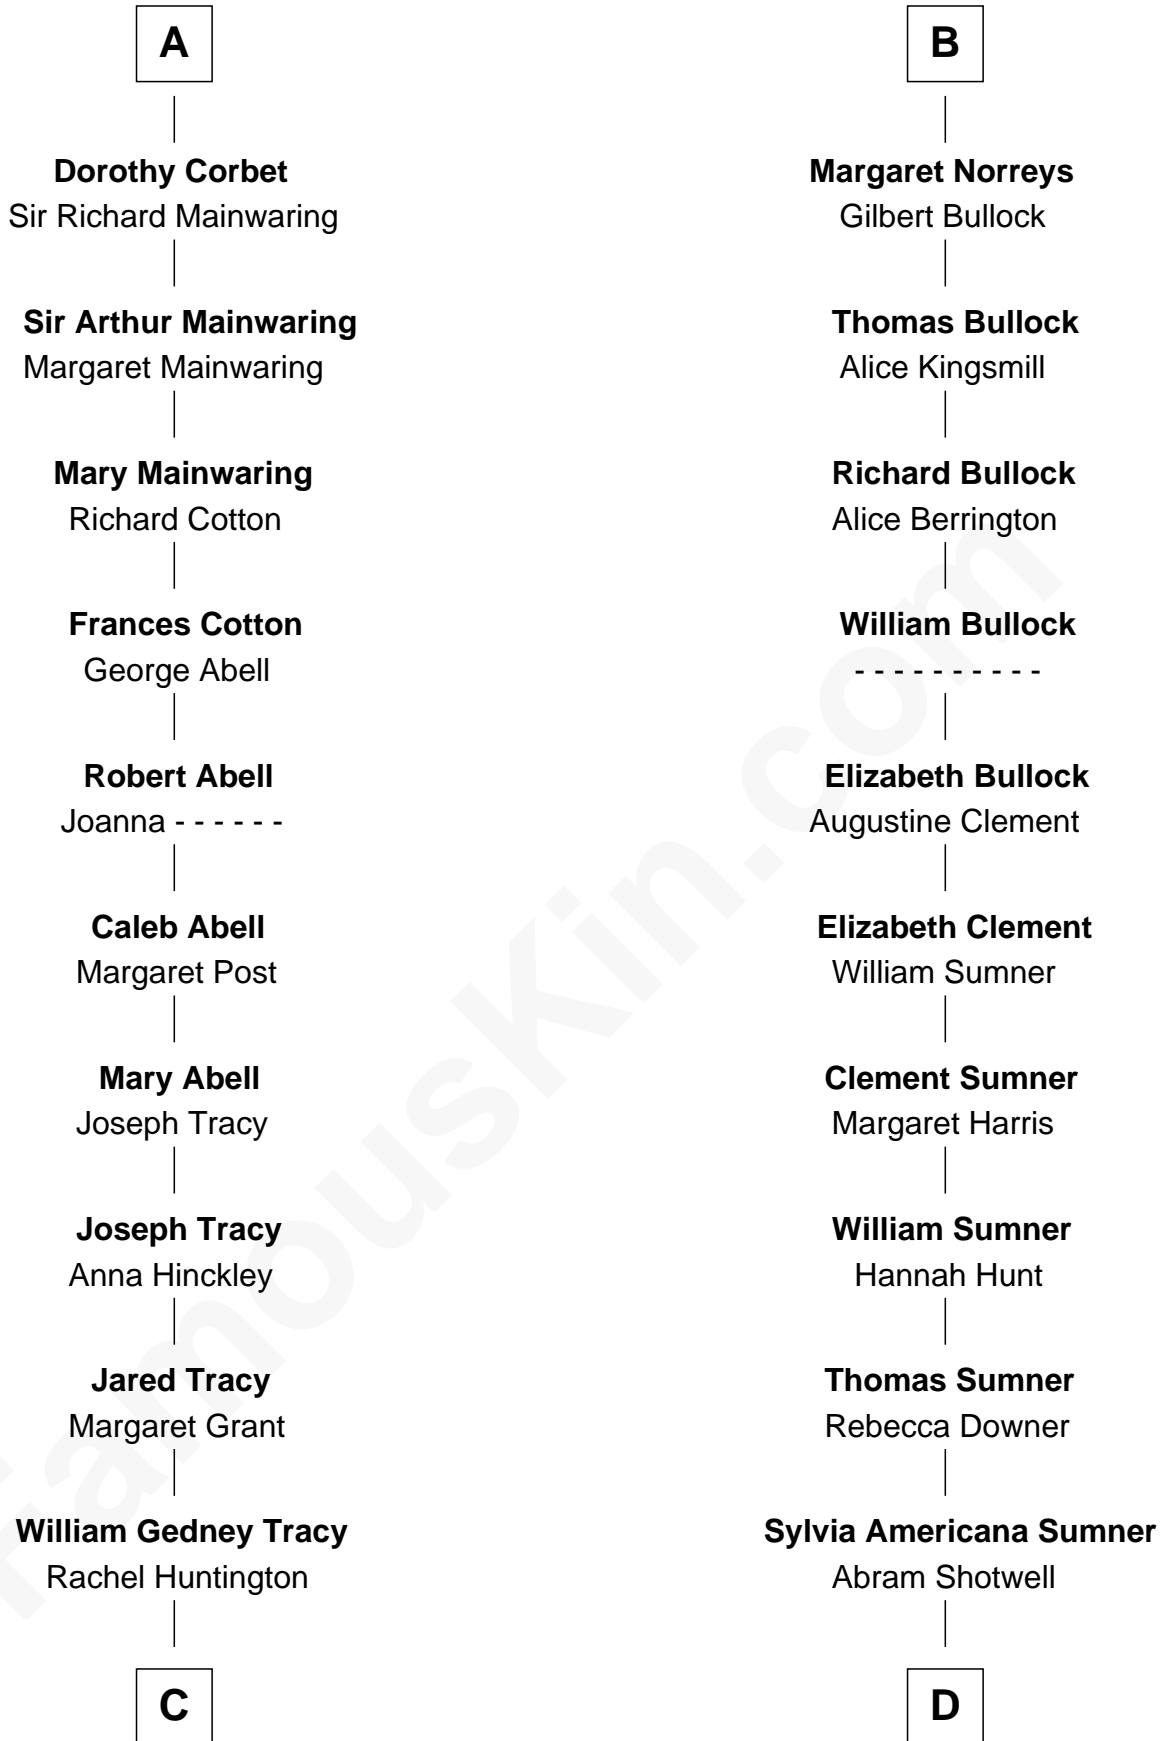 A
Dorothy Corbet
Sir Richard Mainwaring
Sir Arthur Mainwaring
Margaret Mainwaring
Mary Mainwaring
Richard Cotton
Frances Cotton
George Abell
Robert Abell
Joanna - - - - - -
Caleb Abell
Margaret Post
Mary Abell
Joseph Tracy
Joseph Tracy
Anna Hinckley
Jared Tracy
Margaret Grant
William Gedney Tracy
Rachel Huntington
C
B
Margaret Norreys
Gilbert Bullock
Thomas Bullock
Alice Kingsmill
Richard Bullock
Alice Berrington
William Bullock
- - - - - - - - - -
Elizabeth Bullock
Augustine Clement
Elizabeth Clement
William Sumner
Clement Sumner
Margaret Harris
William Sumner
Hannah Hunt
Thomas Sumner
Rebecca Downer
Sylvia Americana Sumner
Abram Shotwell
D
FamousKin.com